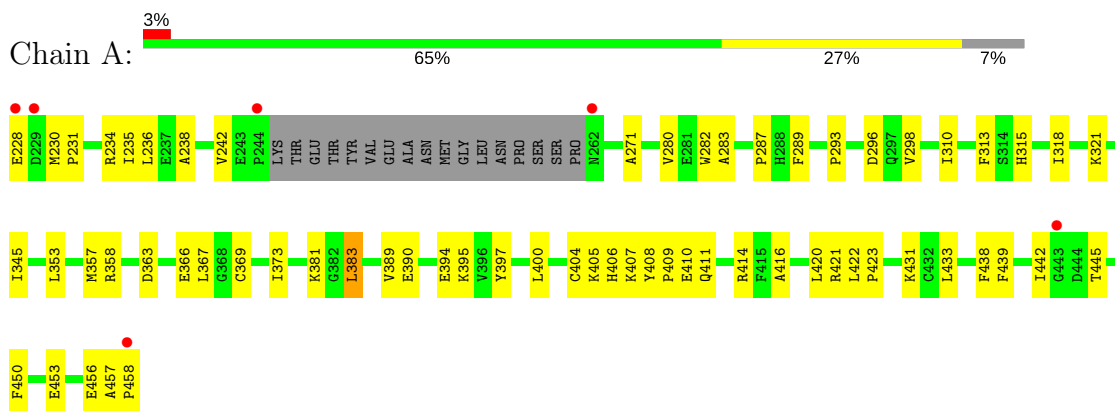 3%
Chain A:
65% 27% 7%
E228 D229 M230 P231 R234 I235 L236 E237 A238 V242 E243 P244 LYS THR GLU THR TYR VAL GLU ALA ASN MET GLY LEU ASN PRO SER SER PRO N262 A271 V280 E281 W282 A283 P287 H288 F289 P293 D296 Q297 V298 I310 F313 S314 H315 I318 K321
I345 L353 M357 R358 D363 E366 L367 G368 C369 I373 K381 G382 L383 V389 E390 E394 K395 V396 Y397 L400 C404 K405 H406 K407 Y408 P409 E410 Q411 R414 F415 A416 L420 R421 L422 P423 K431 C432 L433 F438 F439 I442 G443 D444 T445
F450 E453 E456 A457 P458